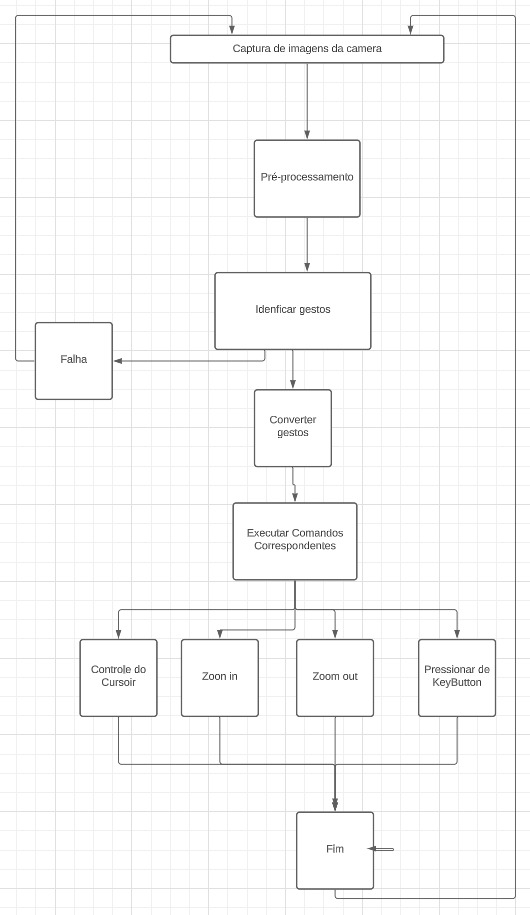 Captura de imagens da camera
Pré-processamento
Idenficar gestos
Falha
Converter
gestos
Executar Comandos
Correspondentes
Controle do
Cursoir
Zoon in
Zoom out
Pressionar de
KeyButton
Fim